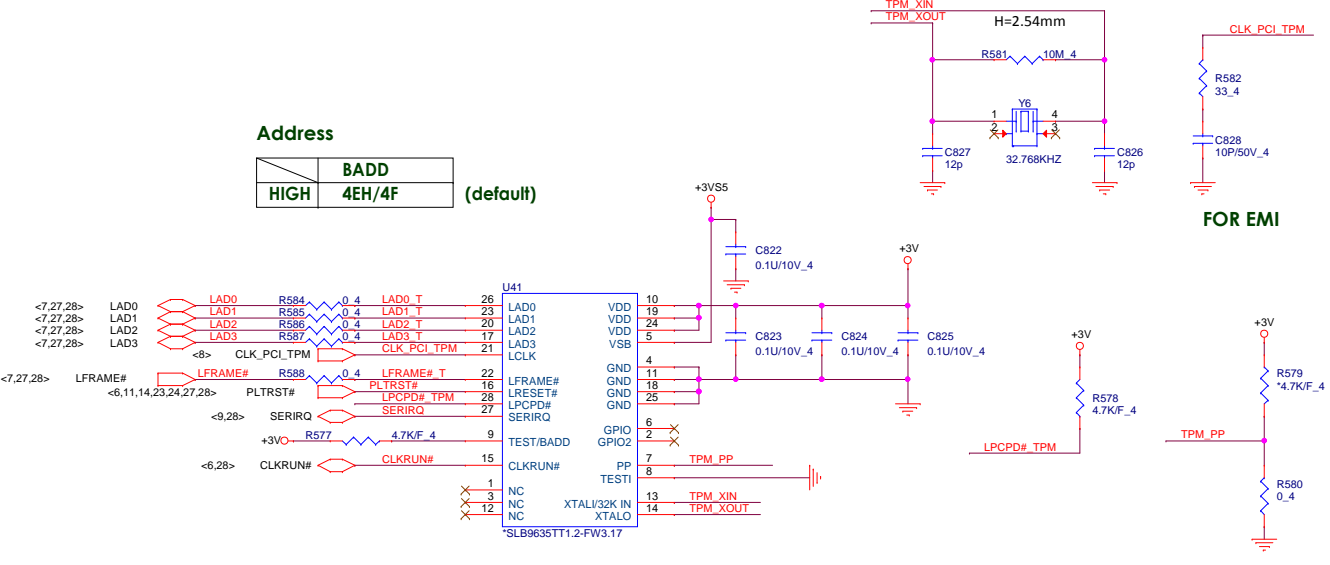 TPM_XIN
TPM_XOUT
H=2.54mm
R581 10M_4
Y6
1 4
2 3
32.768KHZ
C827
12p
C826
12p
CLK_PCI_TPM
R582
33_4
C828
10P/50V_4
FOR EMI
Address
BADD
HIGH 4EH/4F (default)
+3VS5
C822
0.1U/10V_4
+3V
C823
0.1U/10V_4
C824
0.1U/10V_4
C825
0.1U/10V_4
U41
<7,27,28> LAD0 LAD0 R584 0_4 LAD0_T 26 LAD0 VDD 10
<7,27,28> LAD1 LAD1 R585 0_4 LAD1_T 23 LAD1 VDD 19
<7,27,28> LAD2 LAD2 R586 0_4 LAD2_T 20 LAD2 VDD 24
<7,27,28> LAD3 LAD3 R587 0_4 LAD3_T 17 LAD3 VSB 5
<8> CLK_PCI_TPM CLK_PCI_TPM 21 LCLK
GND 4
<7,27,28> LFRAME# LFRAME# R588 0_4 LFRAME#_T 22 LFRAME# GND 11
<6,11,14,23,24,27,28> PLTRST# PLTRST# 16 LRESET# GND 18
LPCPD#_TPM 28 LPCPD# GND 25
<9,28> SERIRQ SERIRQ 27 SERIRQ
GPIO 6
+3V R577 4.7K/F_4 9 TEST/BADD GPIO2 2
<6,28> CLKRUN# CLKRUN# 15 CLKRUN# PP 7 TPM_PP
TESTI 8
1 NC
3 NC XTALI/32K IN 13 TPM_XIN
12 NC XTALO 14 TPM_XOUT
*SLB9635TT1.2-FW3.17
+3V
R578
4.7K/F_4
LPCPD#_TPM
+3V
R579
*4.7K/F_4
TPM_PP
R580
0_4